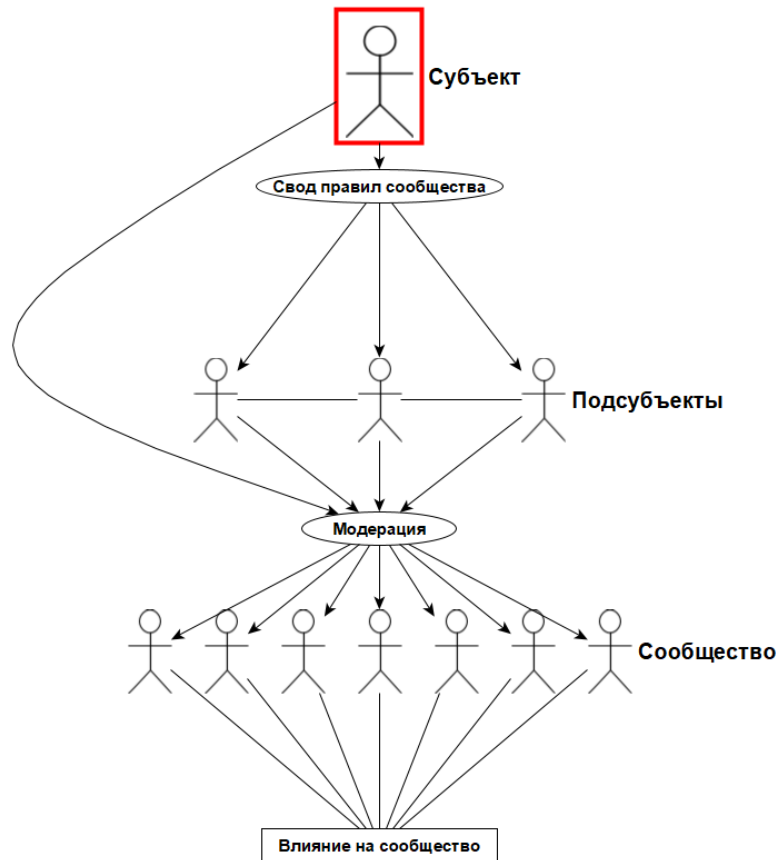 Субъект
Свод правил сообщества
Подсубъекты
Модерация
Сообщество
Влияние на сообщество